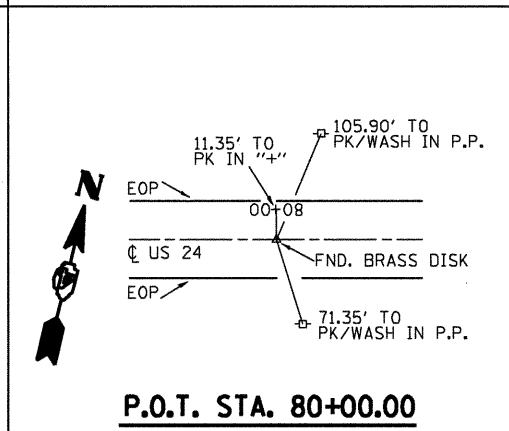 105.90' TO
PK/WASH IN P.P.
11.35' TO
PK IN "+"
N
EOP
80+00
℄ US 24
FND. BRASS DISK
EOP
71.35' TO
PK/WASH IN P.P.
P.O.T. STA. 80+00.00